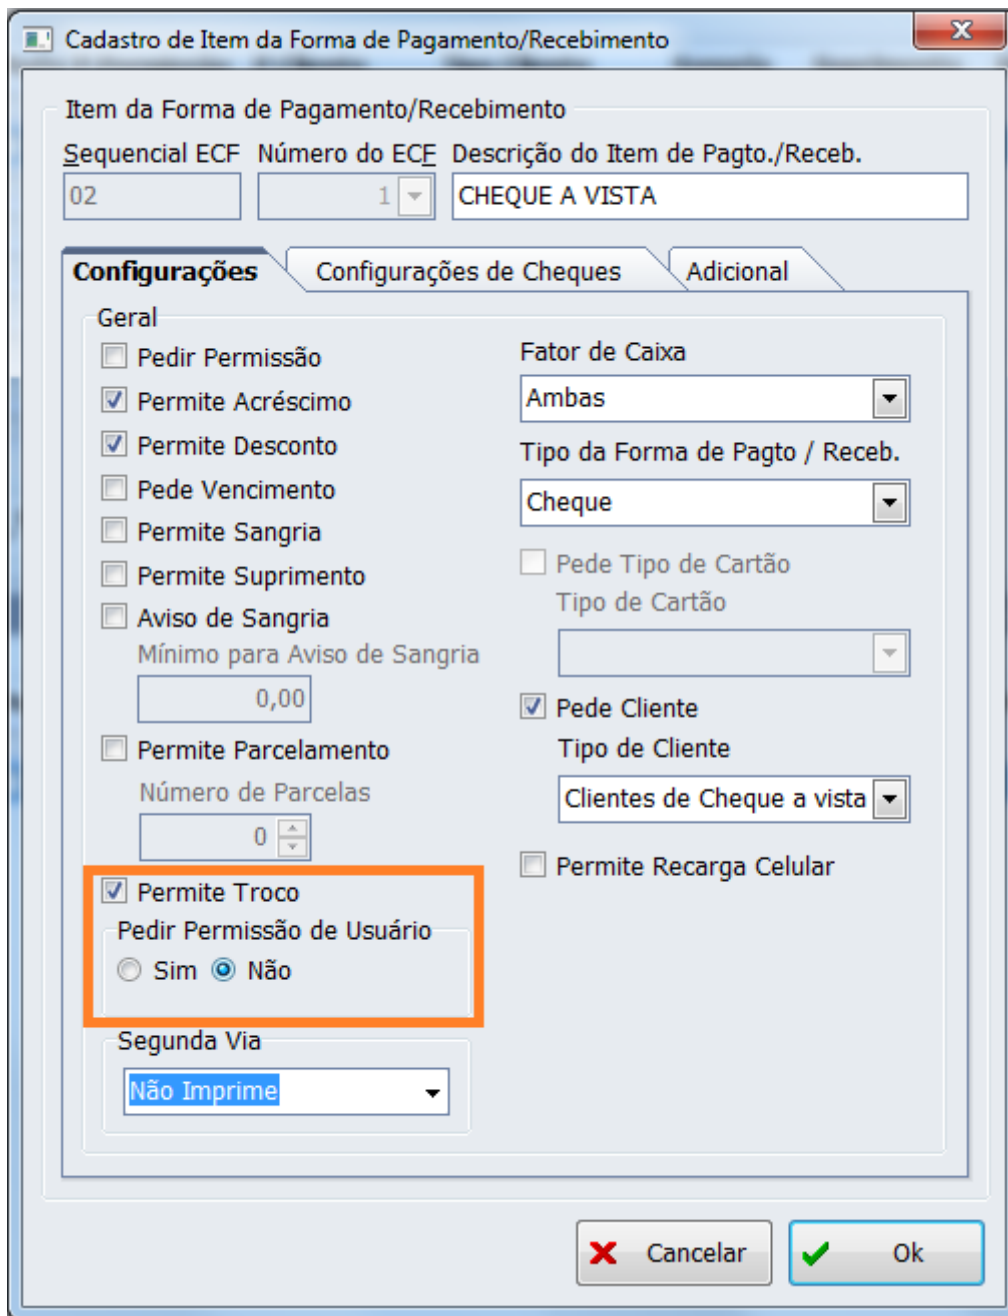 Cadastro de Item da Forma de Pagamento/Recebimento
Item da Forma de Pagamento/Recebimento
Sequencial ECF Número do ECF Descrição do Item de Pagto./Receb.
02 1 CHEQUE A VISTA
Configurações Configurações de Cheques Adicional
Geral
Pedir Permissão
Permite Acréscimo
Permite Desconto
Pede Vencimento
Permite Sangria
Permite Suprimento
Aviso de Sangria
Mínimo para Aviso de Sangria
0,00
Permite Parcelamento
Número de Parcelas
0
Permite Troco
Pedir Permissão de Usuário
Sim Não
Segunda Via
Não Imprime
Fator de Caixa
Ambas
Tipo da Forma de Pagto / Receb.
Cheque
Pede Tipo de Cartão
Tipo de Cartão
Pede Cliente
Tipo de Cliente
Clientes de Cheque a vista
Permite Recarga Celular
Cancelar Ok